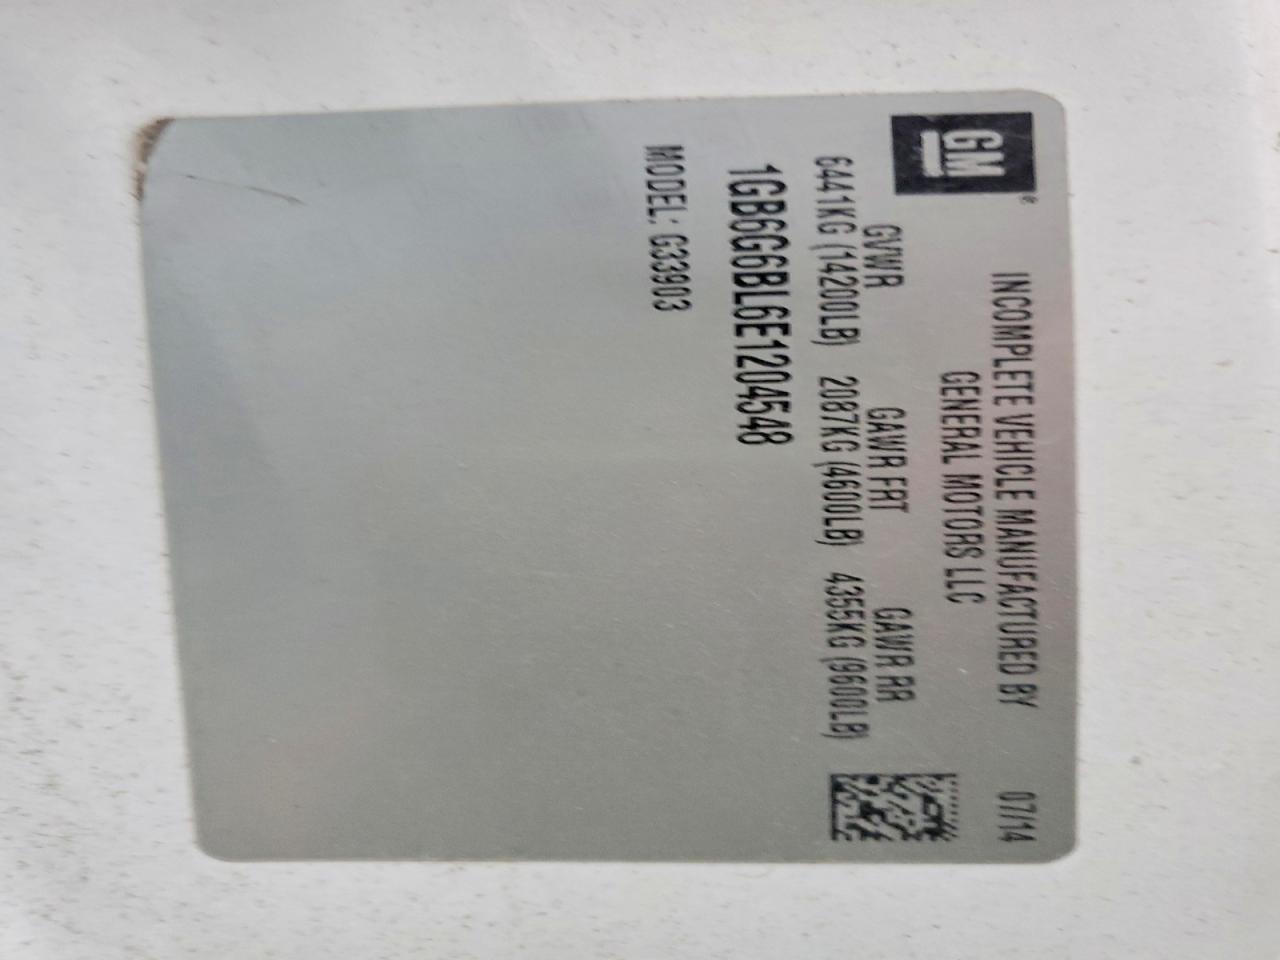 GM
INCOMPLETE VEHICLE MANUFACTURED BY 07/14
GENERAL MOTORS LLC
GVWR GAWR FRT GAWR RR
6441KG (14200LB) 2087KG (4600LB) 4355KG (9600LB)
1GB6G6BL6E1204548
MODEL: G33903